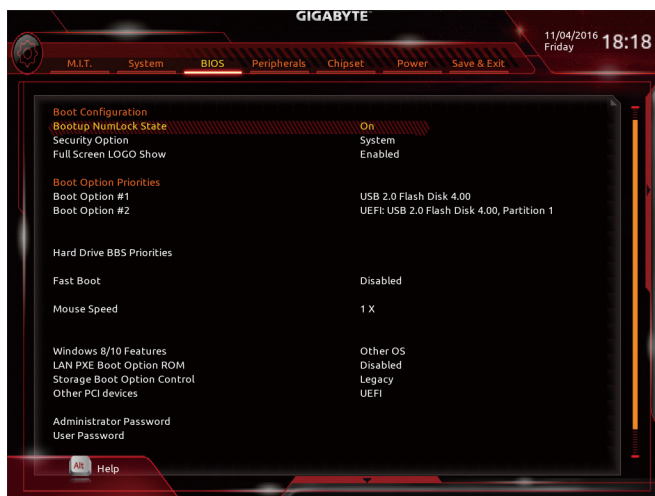 GIGABYTE™
11/04/2016
Friday
18:18
M.I.T. System BIOS Peripherals Chipset Power Save & Exit
Boot Configuration
Bootup NumLock State On
Security Option System
Full Screen LOGO Show Enabled
Boot Option Priorities
Boot Option #1 USB 2.0 Flash Disk 4.00
Boot Option #2 UEFI: USB 2.0 Flash Disk 4.00, Partition 1
Hard Drive BBS Priorities
Fast Boot Disabled
Mouse Speed 1 X
Windows 8/10 Features Other OS
LAN PXE Boot Option ROM Disabled
Storage Boot Option Control Legacy
Other PCI devices UEFI
Administrator Password
User Password
Alt Help